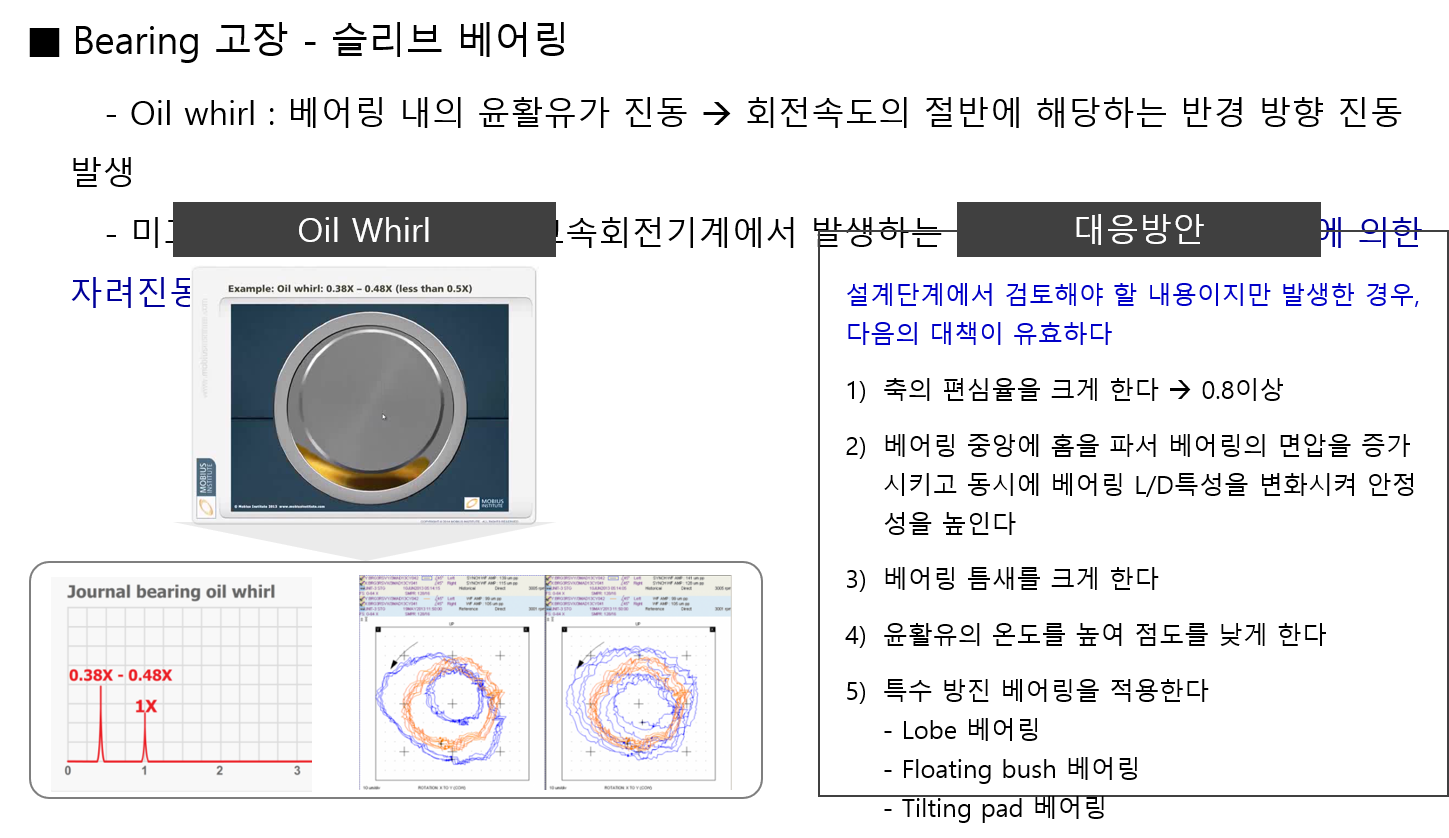 ■ Bearing 고장 - 슬리브 베어링
- Oil whirl : 베어링 내의 윤활유가 진동 → 회전속도의 절반에 해당하는 반경 방향 진동
발생
속회전기계에서 발생하는 에 의한
자려진동
Oil Whirl
Example: Oil whirl: 0.38X – 0.48X (less than 0.5X)
www.mobiusinstitute.com
MOBIUS INSTITUTE
MOBIUS INSTITUTE
© Mobius Institute 2013 www.mobiusinstitute.com
Journal bearing oil whirl
0.38X - 0.48X
1X
0 1 2 3
UP
UP
ROTATION: X TO Y (CCW)
ROTATION: X TO Y (CCW)
대응방안
설계단계에서 검토해야 할 내용이지만 발생한 경우,
다음의 대책이 유효하다
1) 축의 편심율을 크게 한다 → 0.8이상
2) 베어링 중앙에 홈을 파서 베어링의 면압을 증가
시키고 동시에 베어링 L/D특성을 변화시켜 안정
성을 높인다
3) 베어링 틈새를 크게 한다
4) 윤활유의 온도를 높여 점도를 낮게 한다
5) 특수 방진 베어링을 적용한다
- Lobe 베어링
- Floating bush 베어링
- Tilting pad 베어링